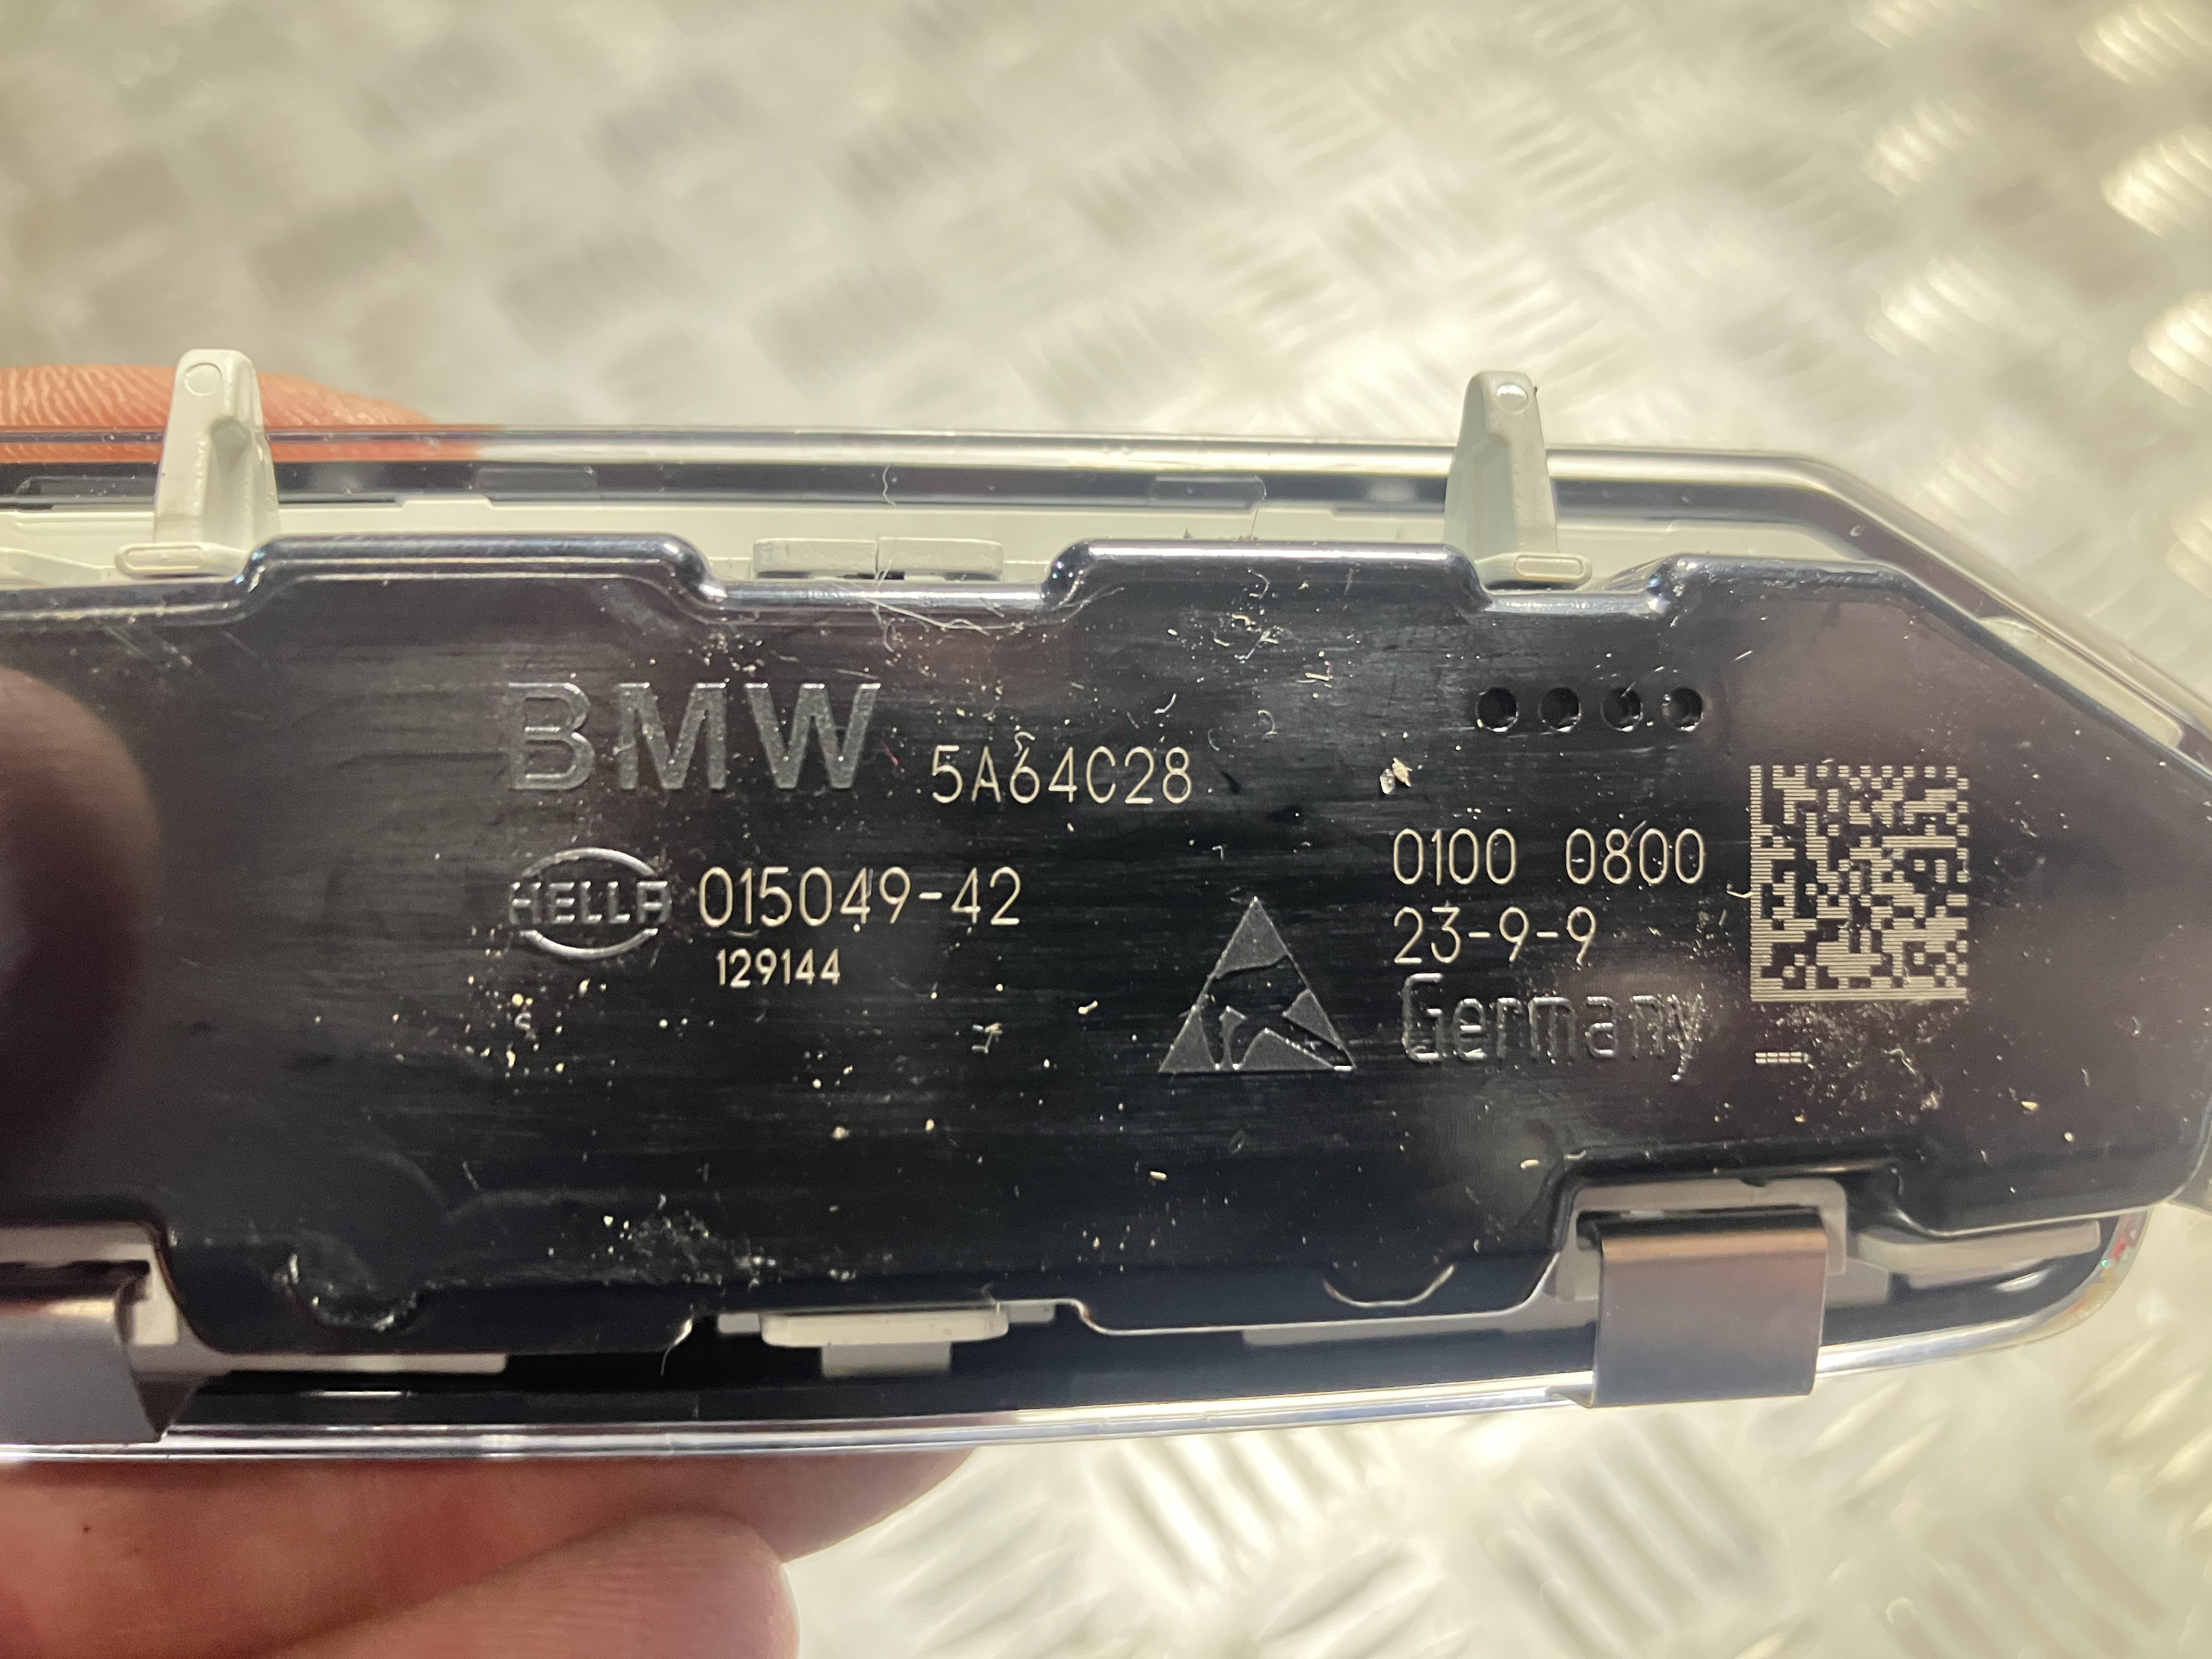 BMW 5A64C28
HELLA 015049-42
129144
0100 0800
23-9-9
Germany